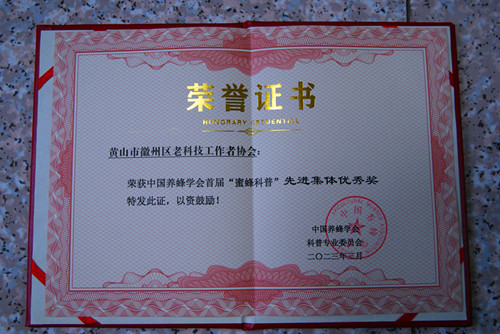 荣誉证书
HONORARY CREDENTIAL
黄山市徽州区老科技工作者协会：
荣获中国养蜂学会首届“蜜蜂科普”先进集体优秀奖
特发此证，以资鼓励！
中国养蜂学会
科普专业委员会
二〇二三年三月